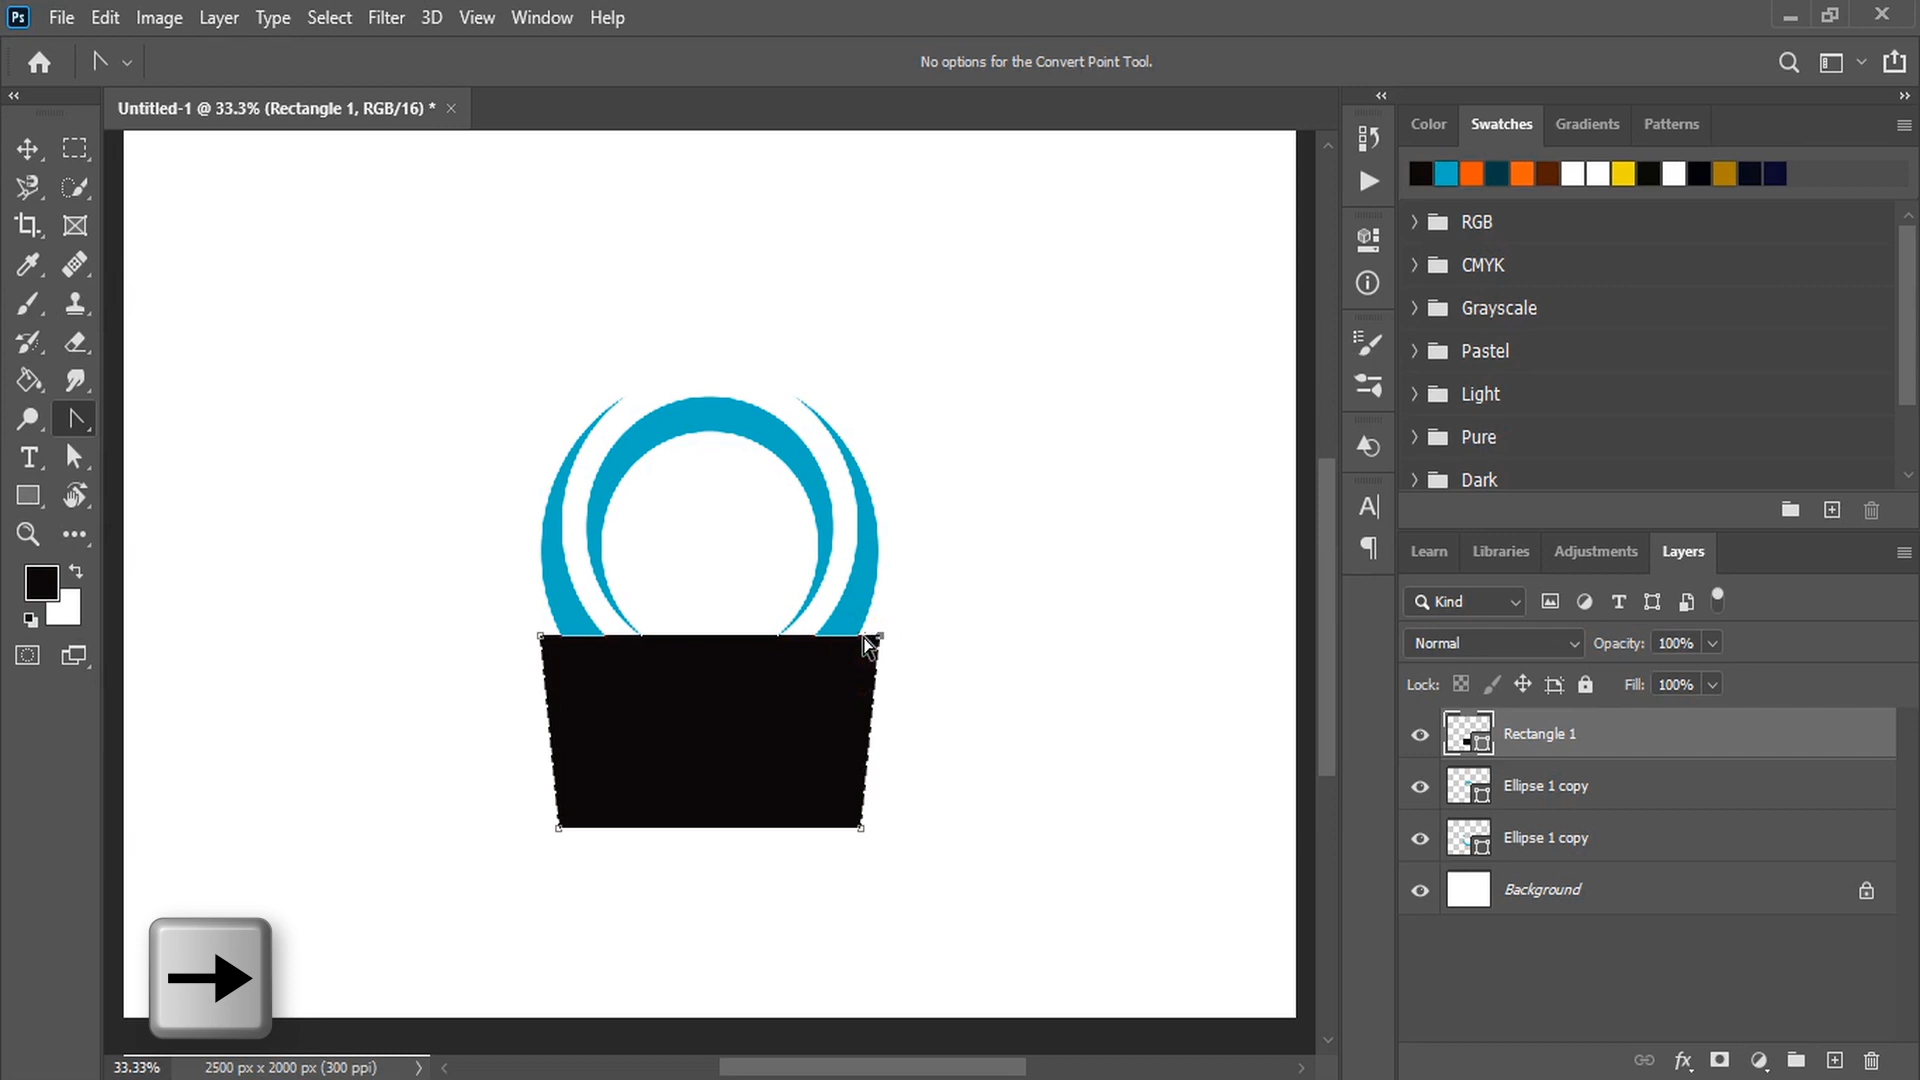 Ps File Edit Image Layer Type Select Filter 3D View Window Help
No options for the Convert Point Tool.
Untitled-1 @ 33.3% (Rectangle 1, RGB/16) * ×
Color Swatches Gradients Patterns
RGB
CMYK
Grayscale
Pastel
Light
Pure
Dark
Learn Libraries Adjustments Layers
Kind
Normal Opacity: 100%
Lock: Fill: 100%
Rectangle 1
Ellipse 1 copy
Ellipse 1 copy
Background
33.33% 2500 px x 2000 px (300 ppi)